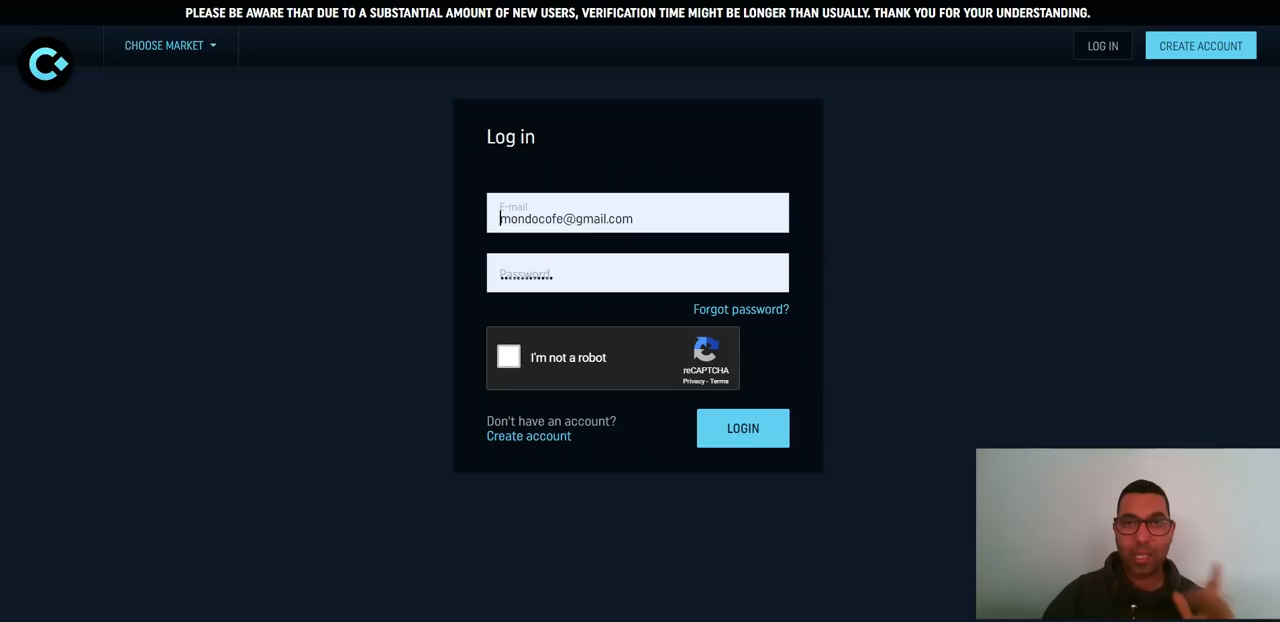 PLEASE BE AWARE THAT DUE TO A SUBSTANTIAL AMOUNT OF NEW USERS, VERIFICATION TIME MIGHT BE LONGER THAN USUALLY. THANK YOU FOR YOUR UNDERSTANDING.
CHOOSE MARKET
LOG IN
CREATE ACCOUNT
Log in
E-mail
mondocofe@gmail.com
Password
Forgot password?
I'm not a robot
reCAPTCHA
Privacy - Terms
Don't have an account?
Create account
LOGIN